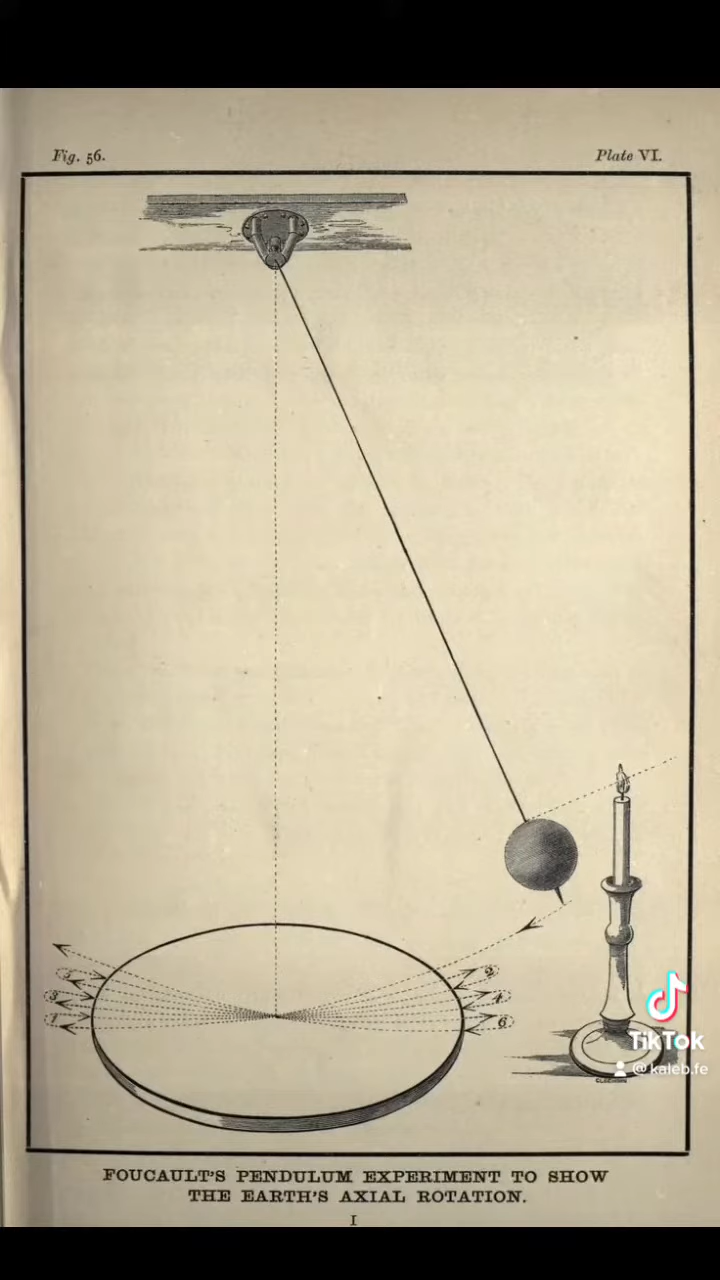 Fig. 56.
Plate VI.
FOUCAULT'S PENDULUM EXPERIMENT TO SHOW
THE EARTH'S AXIAL ROTATION.
I
TikTok
@kaleb.fe